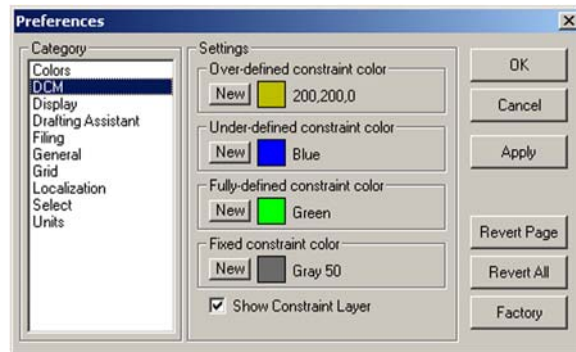 Preferences
Category
Colors
DCM
Display
Drafting Assistant
Filing
General
Grid
Localization
Select
Units
Settings
Over-defined constraint color
New 200,200,0
Under-defined constraint color
New Blue
Fully-defined constraint color
New Green
Fixed constraint color
New Gray 50
Show Constraint Layer
OK
Cancel
Apply
Revert Page
Revert All
Factory